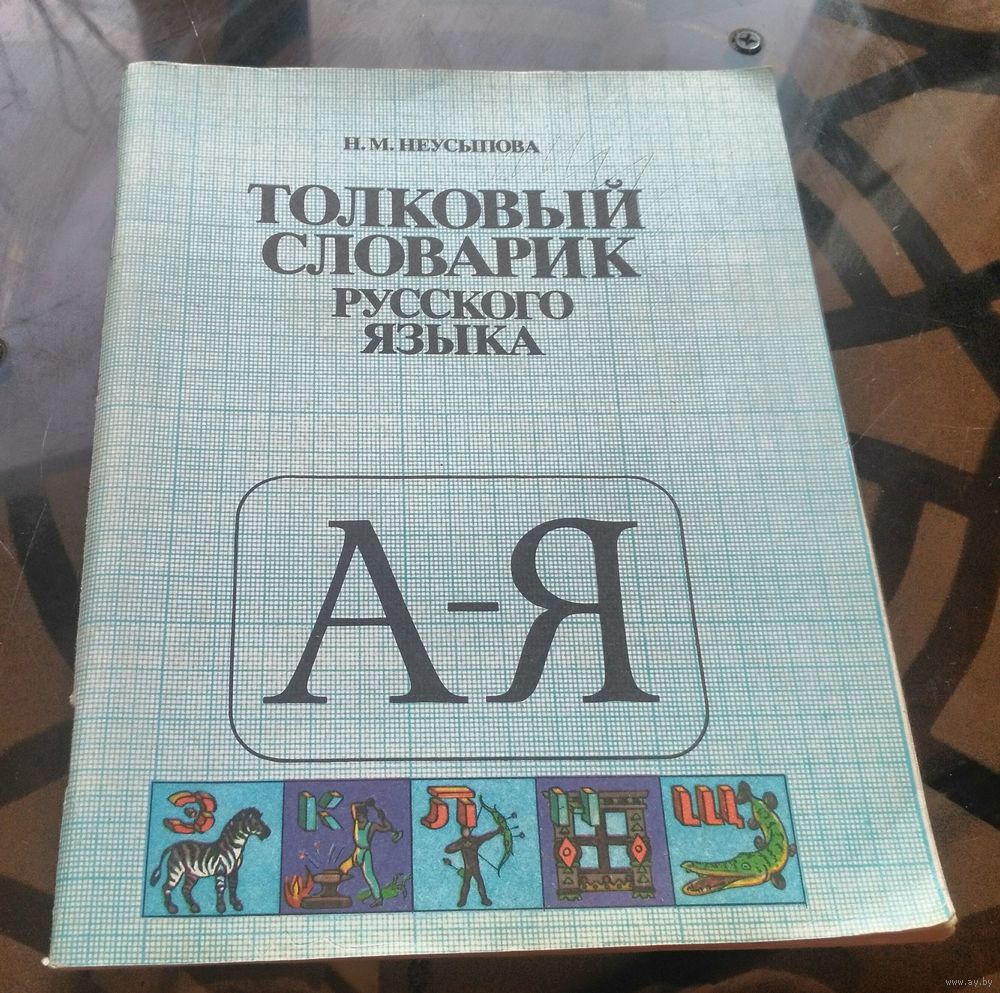 Н. М. НЕУСЫПОВА
ТОЛКОВЫЙ
СЛОВАРИК
РУССКОГО
ЯЗЫКА
А-Я
З К Л Н Щ
www.ay.by